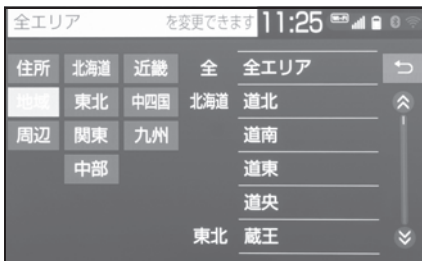 全エリア を変更できます 11:25
住所 北海道 近畿 全 全エリア
地域 東北 中四国 北海道 道北
周辺 関東 九州 道南
中部 道東
道央
東北 蔵王